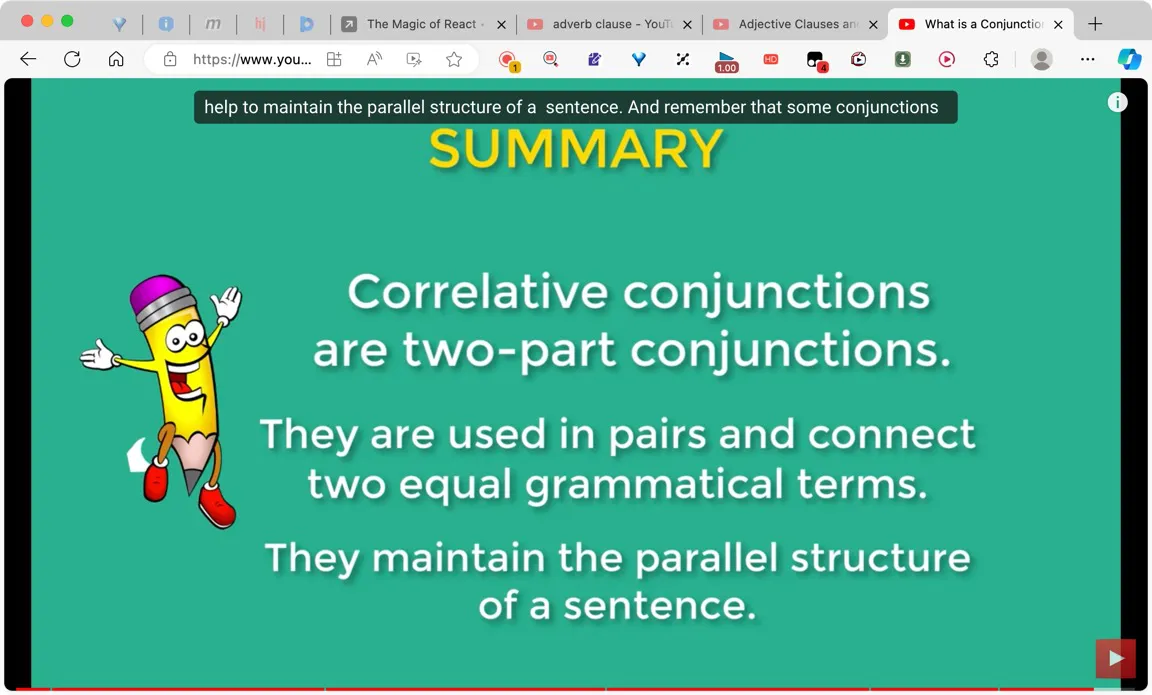 m
hj
The Magic of React -
adverb clause - YouTu
Adjective Clauses an
What is a Conjunctio
https://www.you...
A
1
1.00
HD
4
help to maintain the parallel structure of a sentence. And remember that some conjunctions
SUMMARY
Correlative conjunctions
are two-part conjunctions.
They are used in pairs and connect
two equal grammatical terms.
They maintain the parallel structure
of a sentence.